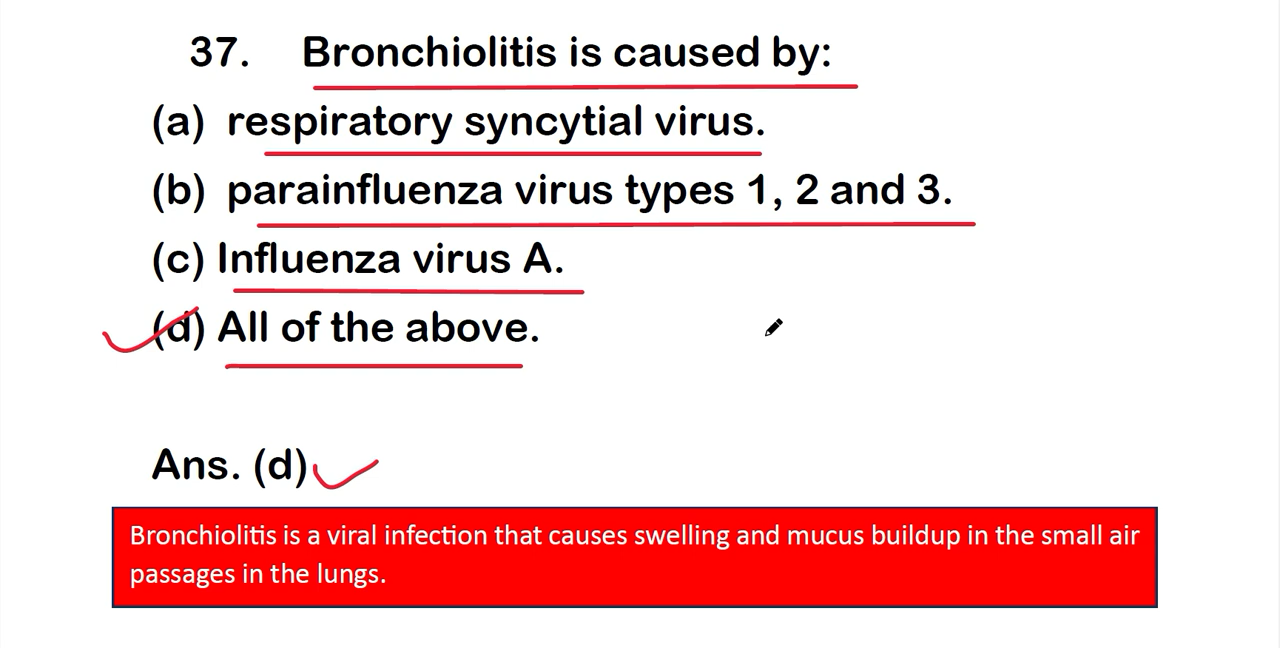 37. Bronchiolitis is caused by:
(a) respiratory syncytial virus.
(b) parainfluenza virus types 1, 2 and 3.
(c) Influenza virus A.
(d) All of the above.
Ans. (d)
Bronchiolitis is a viral infection that causes swelling and mucus buildup in the small air
passages in the lungs.